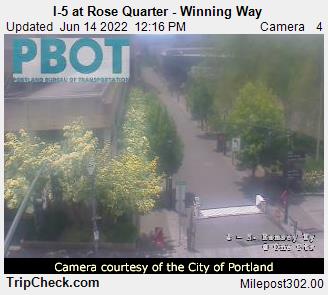 I-5 at Rose Quarter - Winning Way
Updated Jun 14 2022 12:16 PM Camera 4
PBOT
PORTLAND BUREAU OF TRANSPORTATION
Camera courtesy of the City of Portland
TripCheck.com Milepost302.00